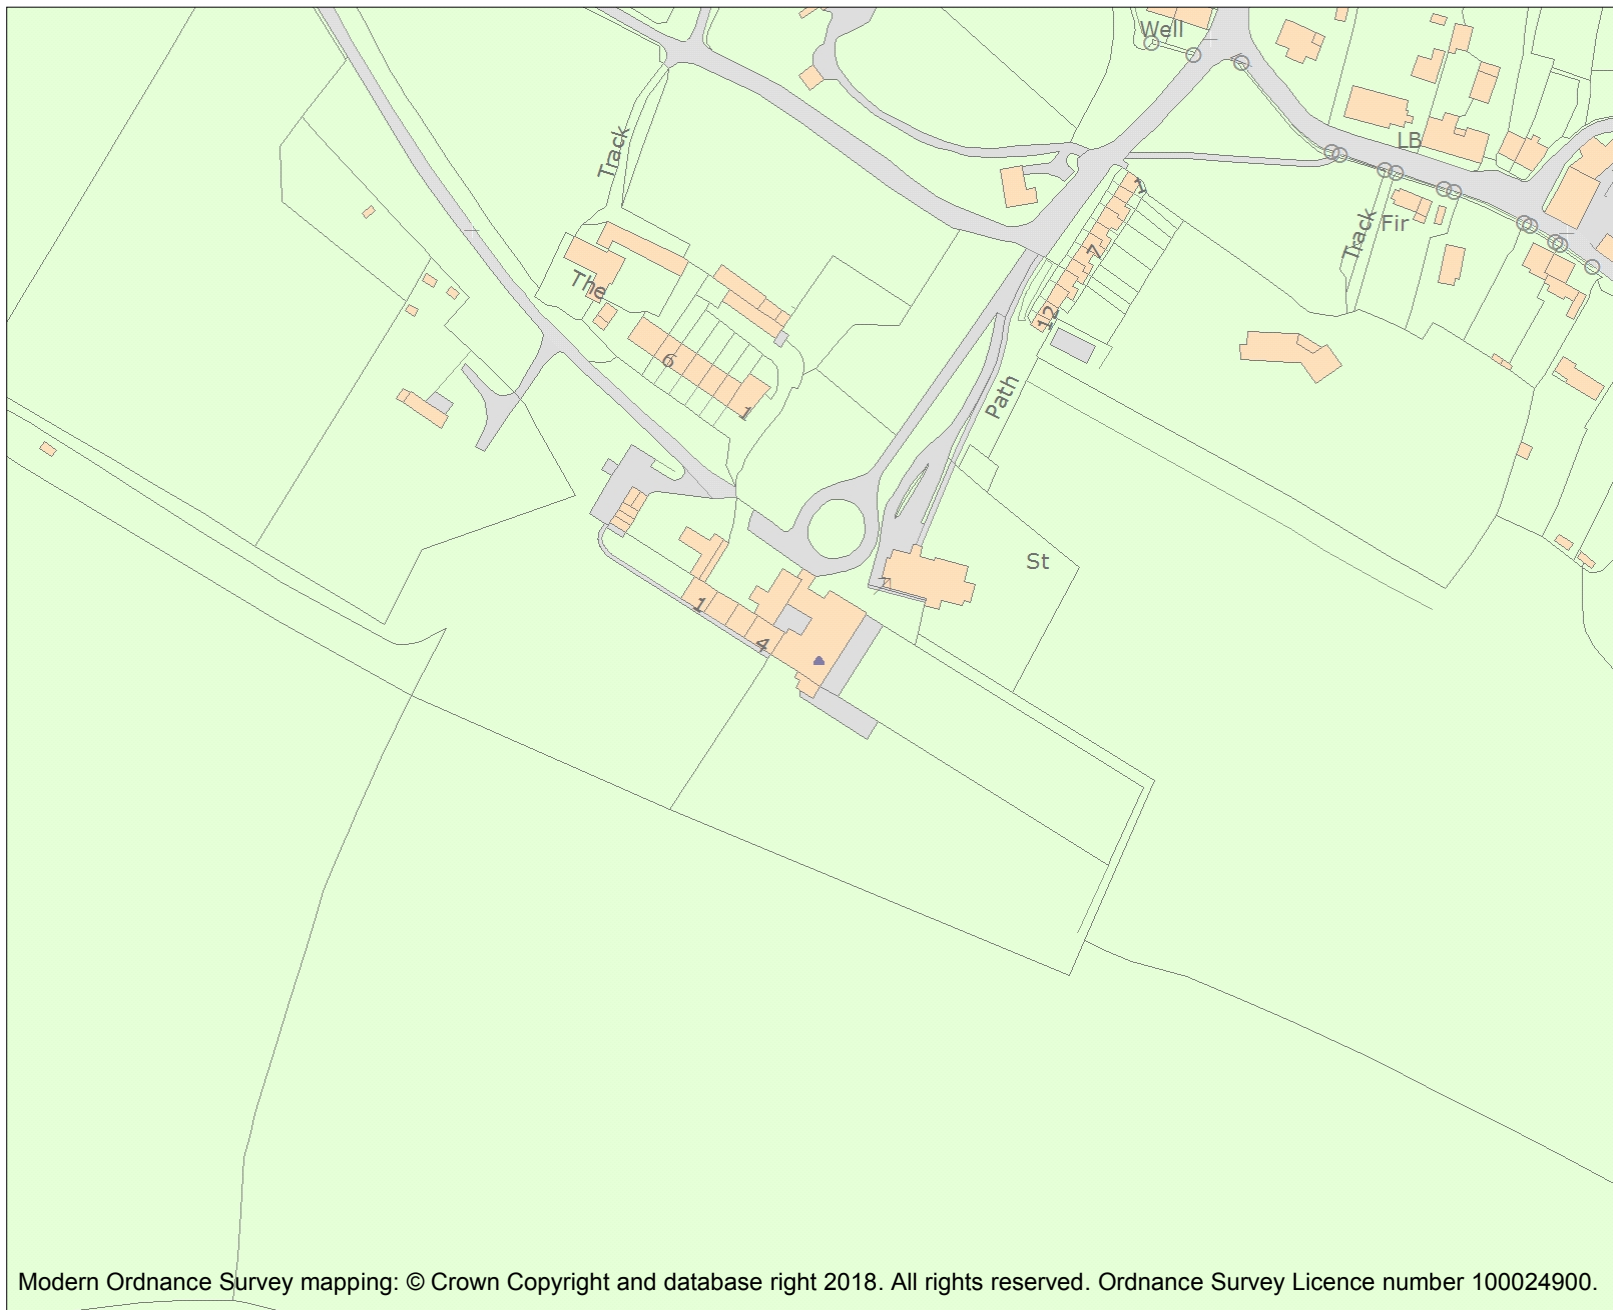 Well
LB
Track
Fir
Track
The
7
12
6
1
Path
St
1
4
Modern Ordnance Survey mapping: © Crown Copyright and database right 2018. All rights reserved. Ordnance Survey Licence number 100024900.